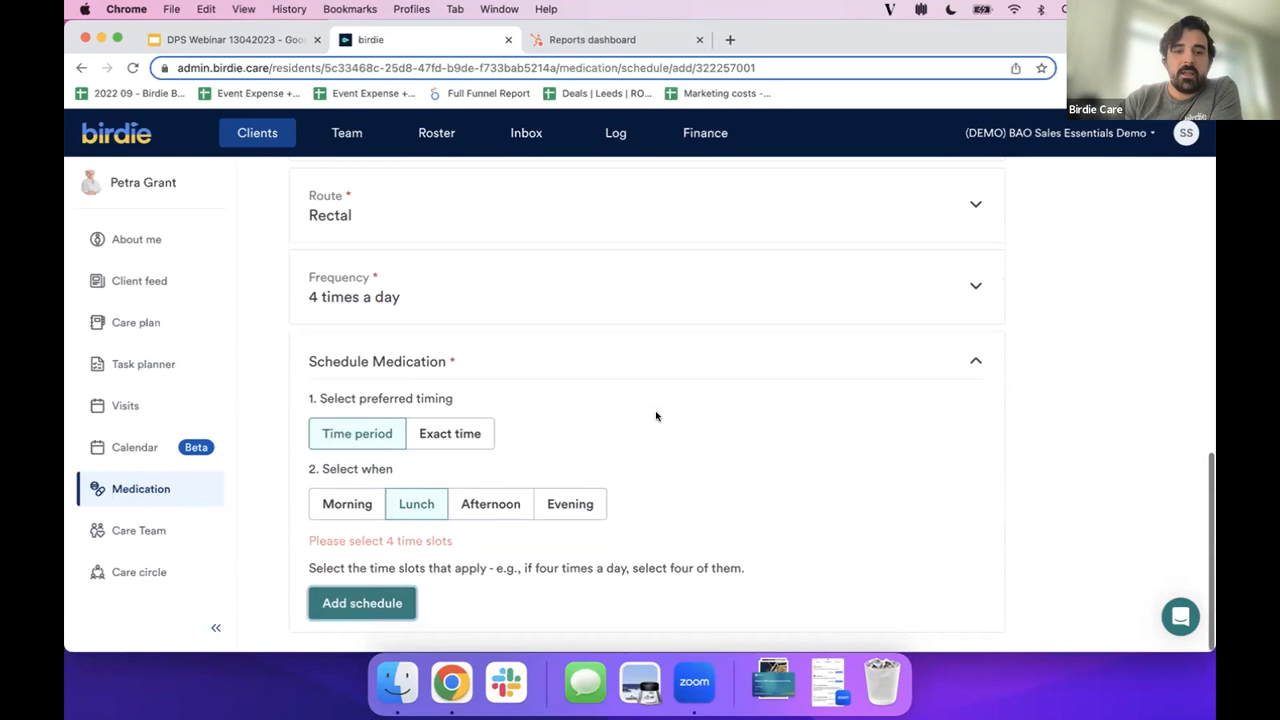 Chrome File Edit View History Bookmarks Profiles Tab Window Help
DPS Webinar 13042023 - Goo
birdie
Reports dashboard
admin.birdie.care/residents/5c33468c-25d8-47fd-b9de-f733bab5214a/medication/schedule/add/322257001
2022 09 - Birdie B...
Event Expense +...
Event Expense +...
Full Funnel Report
Deals | Leeds | RO...
Marketing costs -...
Birdie Care
birdie
birdie
Clients
Team
Roster
Inbox
Log
Finance
(DEMO) BAO Sales Essentials Demo
SS
Petra Grant
About me
Client feed
Care plan
Task planner
Visits
Calendar Beta
Medication
Care Team
Care circle
Route *
Rectal
Frequency *
4 times a day
Schedule Medication *
1. Select preferred timing
Time period Exact time
2. Select when
Morning Lunch Afternoon Evening
Please select 4 time slots
Select the time slots that apply - e.g., if four times a day, select four of them.
Add schedule
zoom